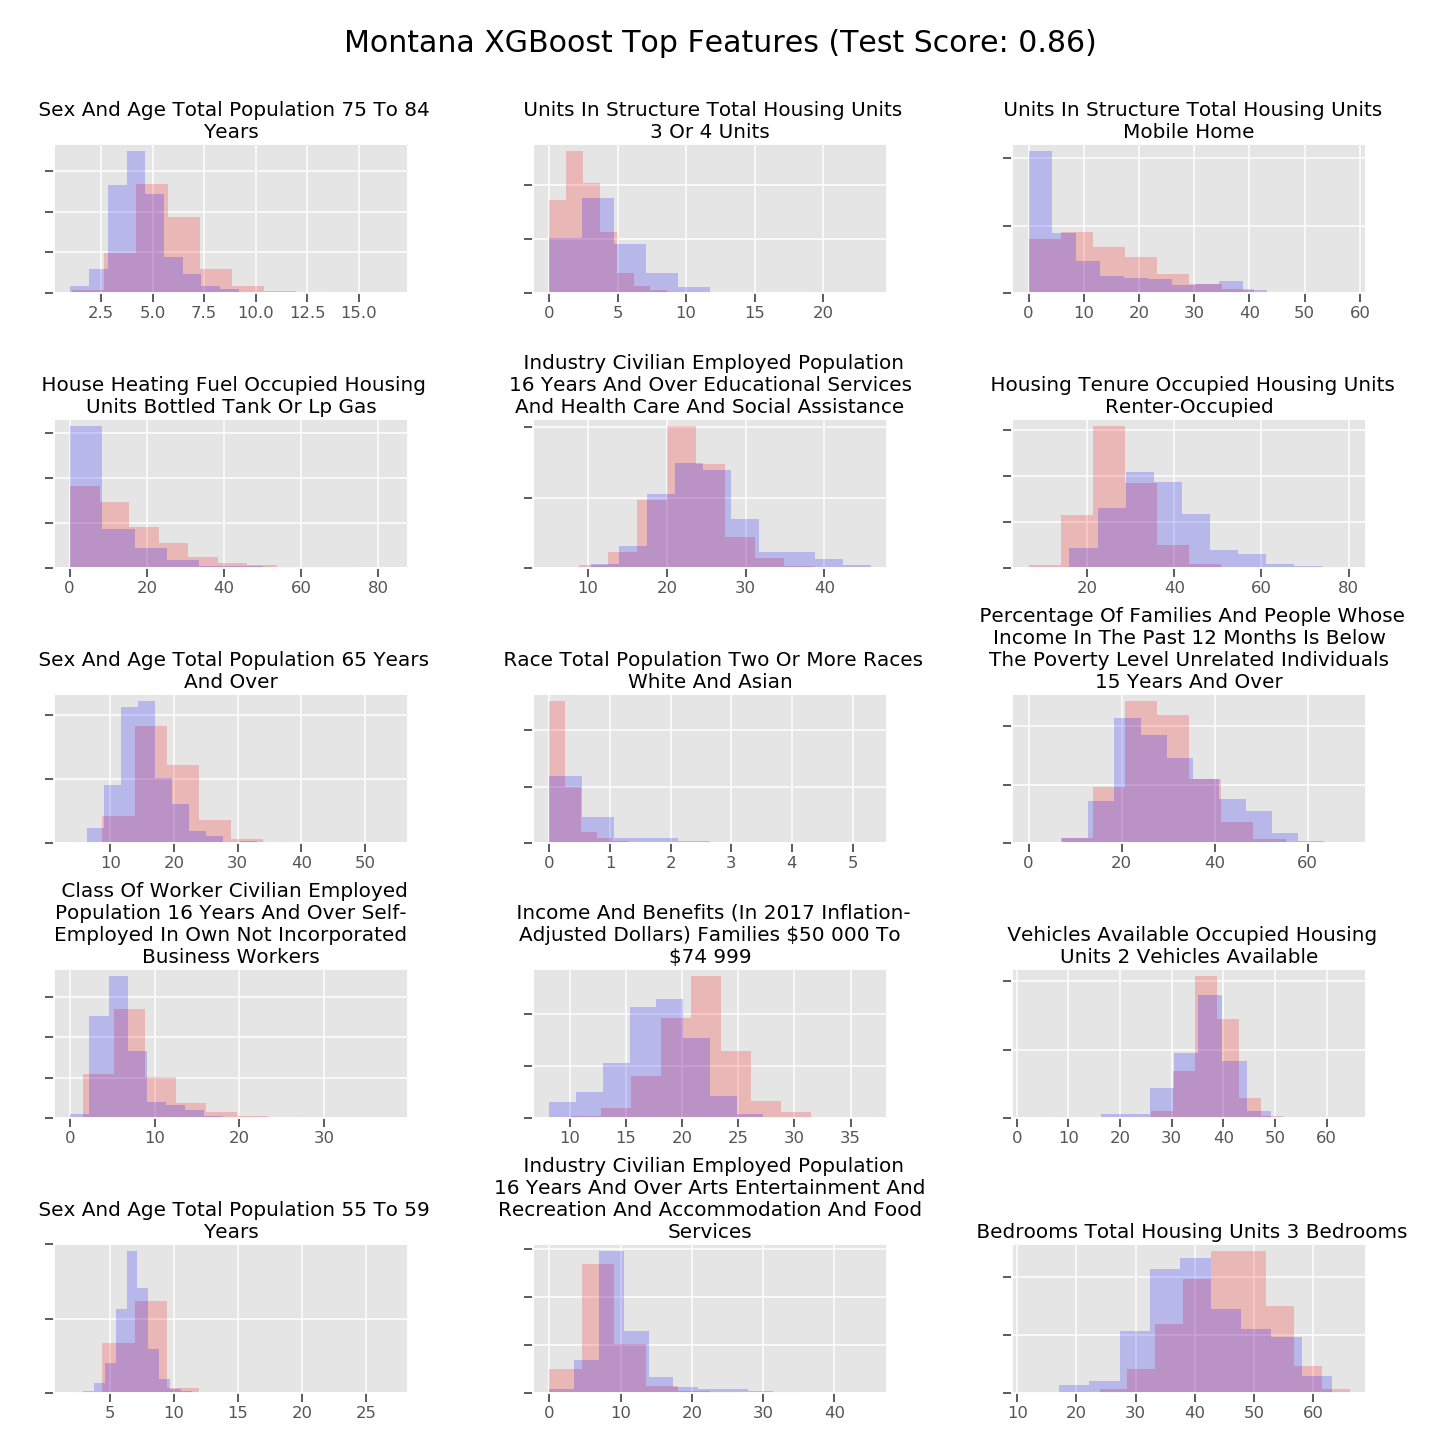 Montana XGBoost Top Features (Test Score: 0.86)
Sex And Age Total Population 75 To 84
Years
2.5 5.0 7.5 10.0 12.5 15.0
Units In Structure Total Housing Units
3 Or 4 Units
0 5 10 15 20
Units In Structure Total Housing Units
Mobile Home
0 10 20 30 40 50 60
House Heating Fuel Occupied Housing
Units Bottled Tank Or Lp Gas
0 20 40 60 80
Industry Civilian Employed Population
16 Years And Over Educational Services
And Health Care And Social Assistance
10 20 30 40
Housing Tenure Occupied Housing Units
Renter-Occupied
20 40 60 80
Sex And Age Total Population 65 Years
And Over
10 20 30 40 50
Race Total Population Two Or More Races
White And Asian
0 1 2 3 4 5
Percentage Of Families And People Whose
Income In The Past 12 Months Is Below
The Poverty Level Unrelated Individuals
15 Years And Over
0 20 40 60
Class Of Worker Civilian Employed
Population 16 Years And Over Self-
Employed In Own Not Incorporated
Business Workers
0 10 20 30
Income And Benefits (In 2017 Inflation-
Adjusted Dollars) Families $50 000 To
$74 999
10 15 20 25 30 35
Vehicles Available Occupied Housing
Units 2 Vehicles Available
0 10 20 30 40 50 60
Sex And Age Total Population 55 To 59
Years
5 10 15 20 25
Industry Civilian Employed Population
16 Years And Over Arts Entertainment And
Recreation And Accommodation And Food
Services
0 10 20 30 40
Bedrooms Total Housing Units 3 Bedrooms
10 20 30 40 50 60